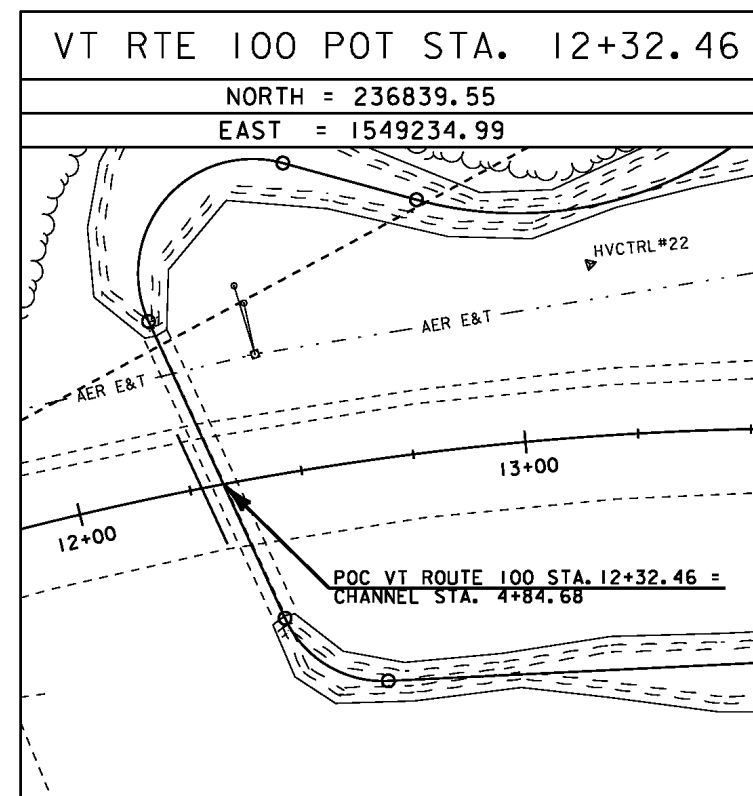 VT RTE 100 POT STA. 12+32.46
NORTH = 236839.55
EAST = 1549234.99
HVCTRL#22
AER E&T
AER E&T
13+00
12+00
POC VT ROUTE 100 STA. 12+32.46 =
CHANNEL STA. 4+84.68